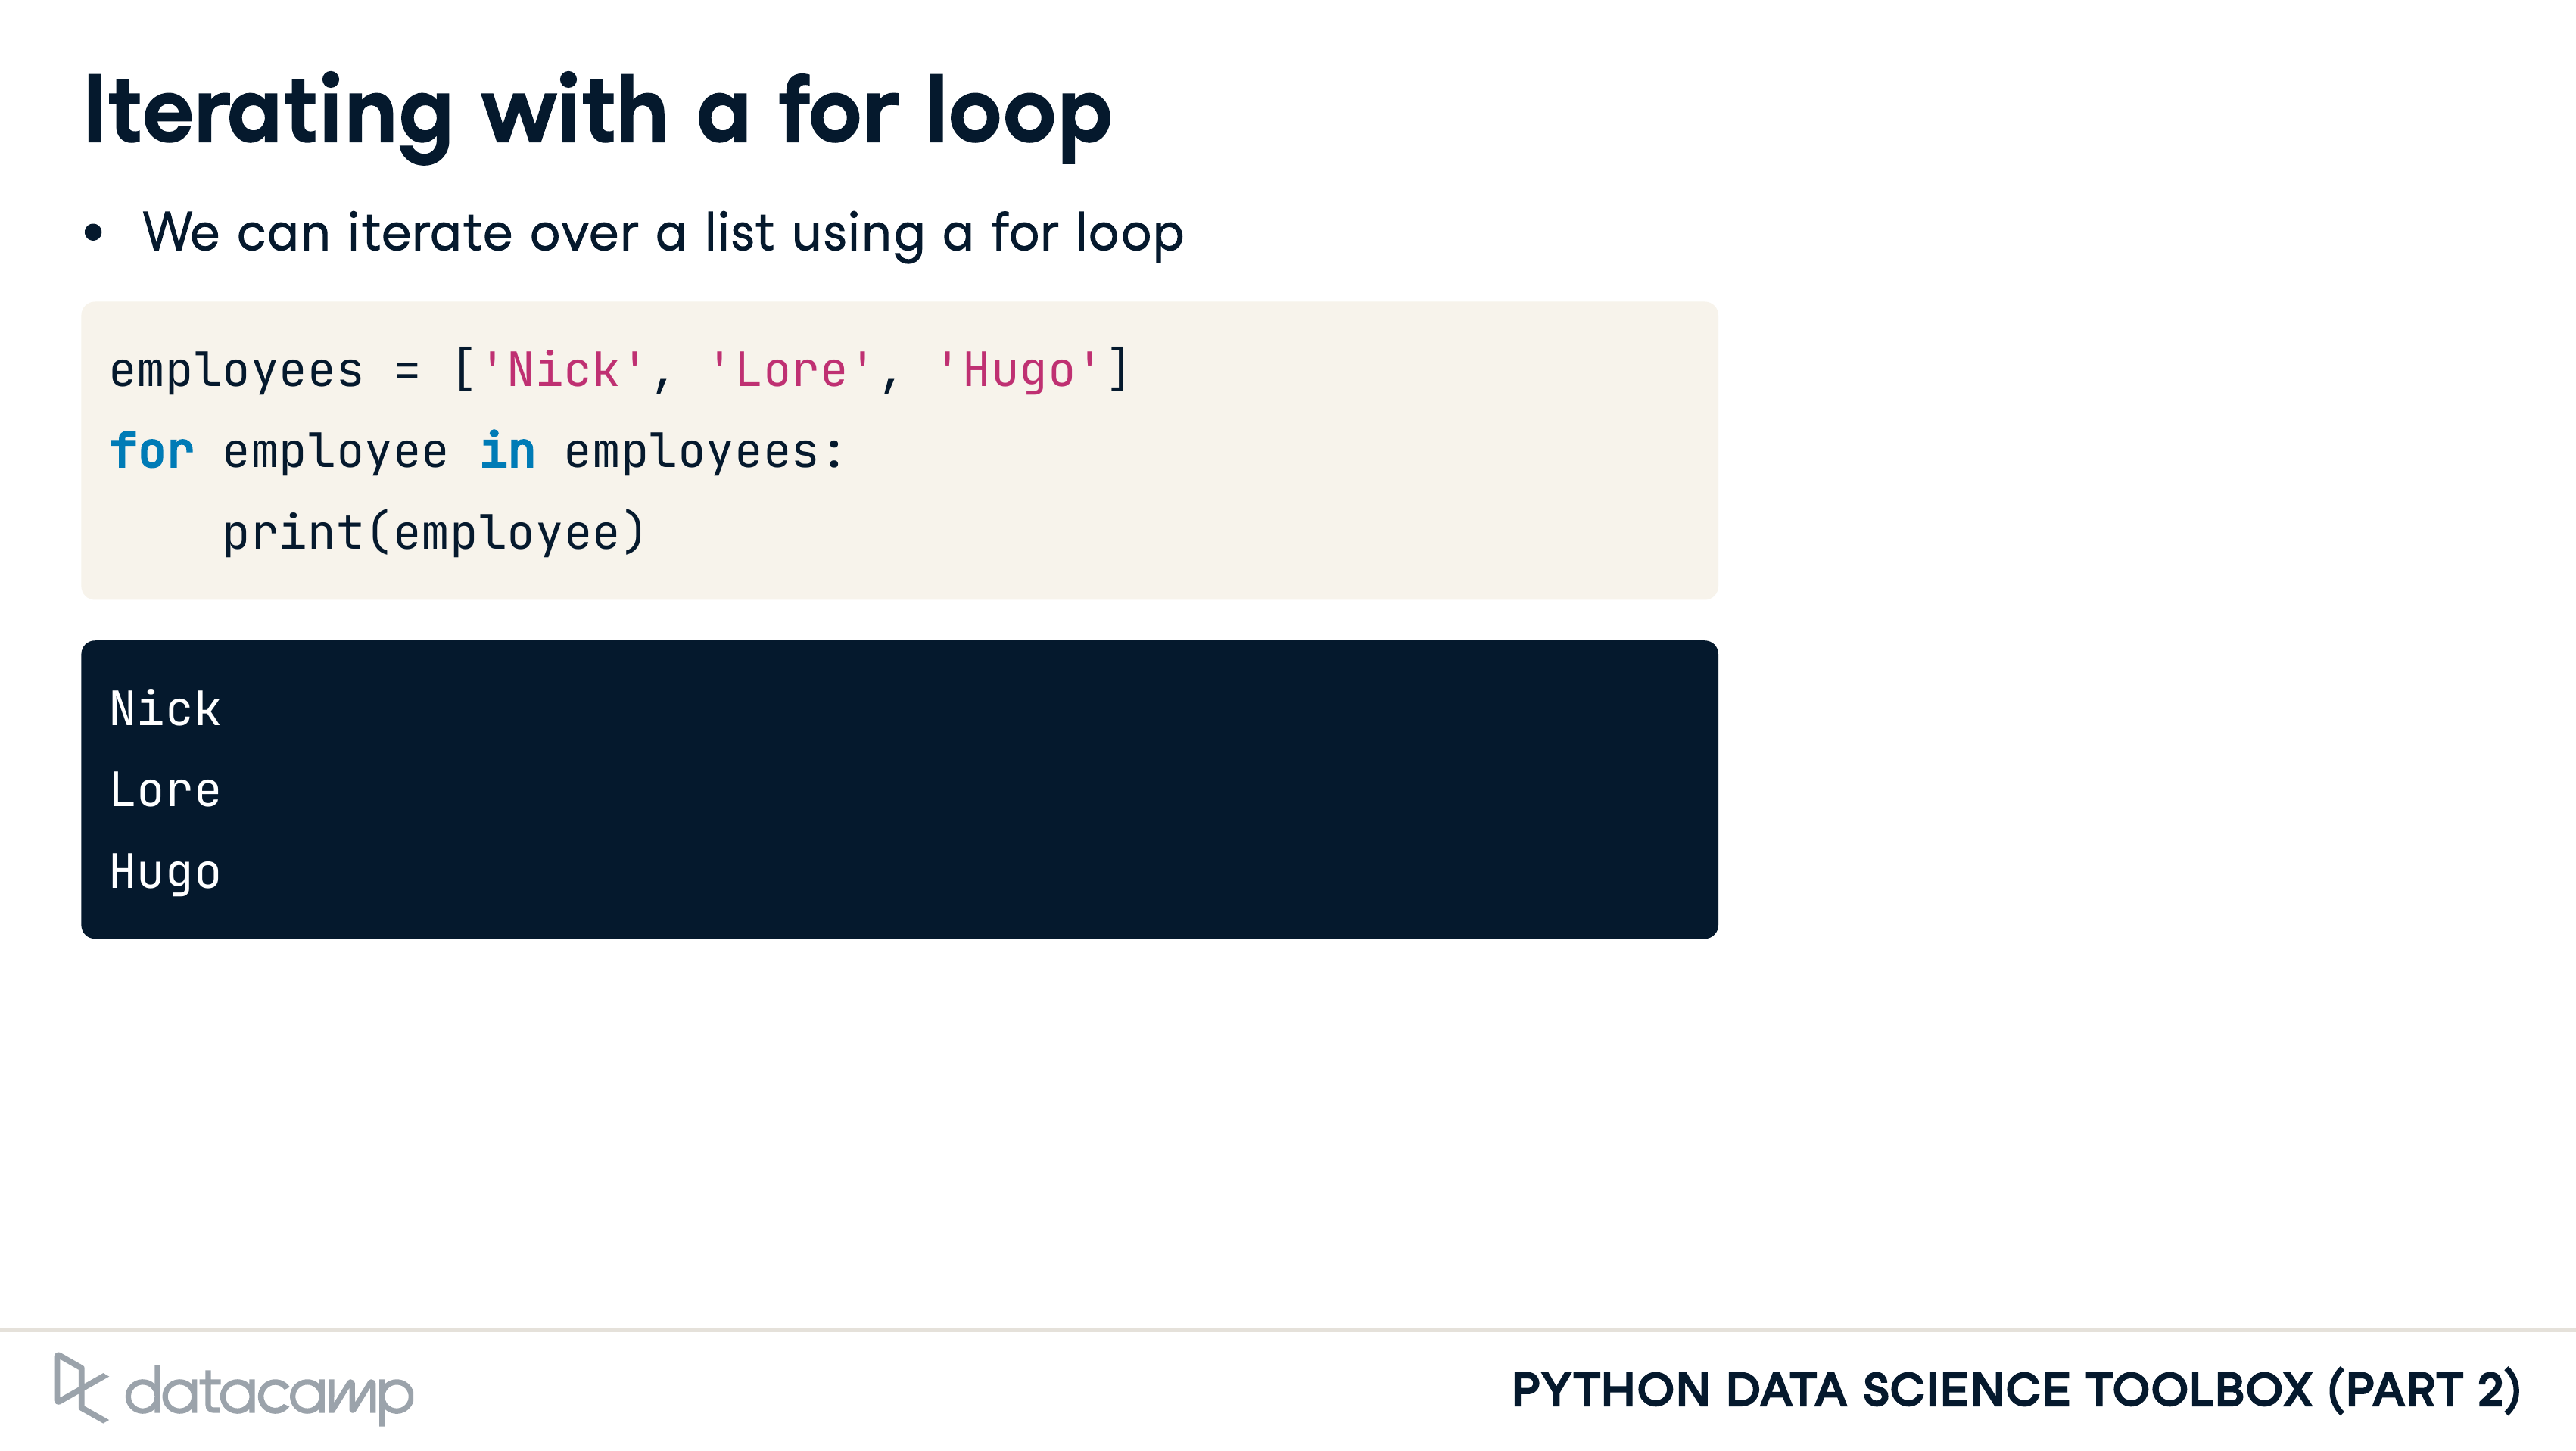 Iterating with a for loop
• We can iterate over a list using a for loop
employees = ['Nick', 'Lore', 'Hugo']
for employee in employees:
    print(employee)
Nick
Lore
Hugo
datacamp
PYTHON DATA SCIENCE TOOLBOX (PART 2)